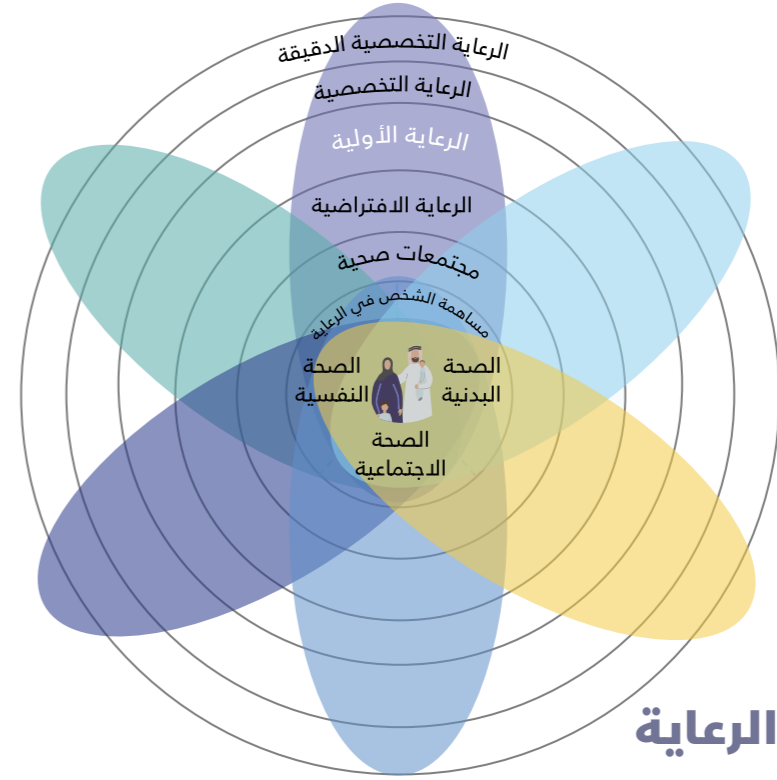 الرعاية التخصصية الدقيقة
الرعاية التخصصية
الرعاية الأولية
الرعاية الافتراضية
مجتمعات صحية
مساهمة الشخص في الرعاية
الصحة
البدنية
الصحة
النفسية
الصحة
الاجتماعية
الرعاية